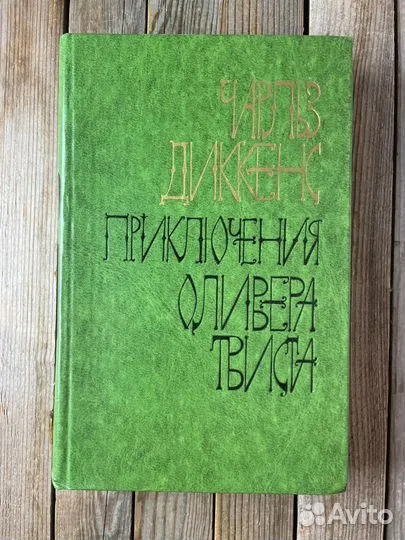 ЧАРЛЬЗ
ДИККЕНС
ПРИКЛЮЧЕНИЯ
ОЛИВЕРА
ТВИСТА
Avito